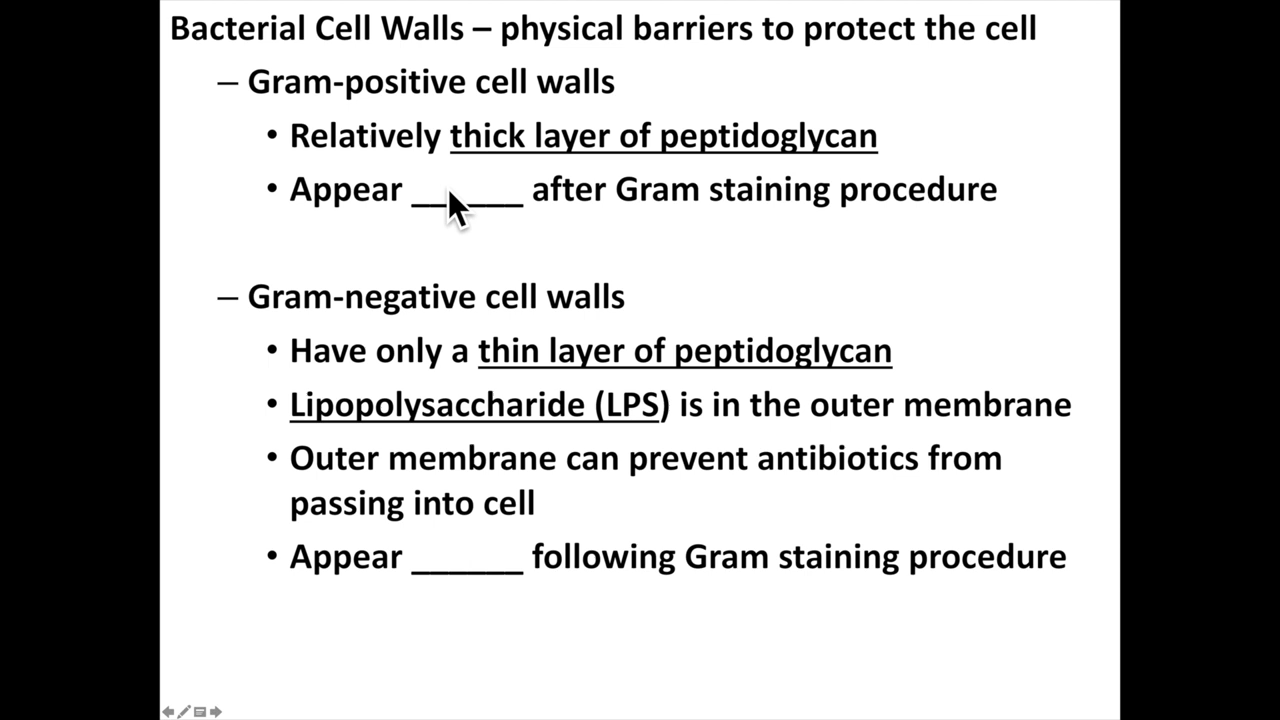 Bacterial Cell Walls – physical barriers to protect the cell
– Gram-positive cell walls
• Relatively thick layer of peptidoglycan
• Appear ______ after Gram staining procedure
– Gram-negative cell walls
• Have only a thin layer of peptidoglycan
• Lipopolysaccharide (LPS) is in the outer membrane
• Outer membrane can prevent antibiotics from
passing into cell
• Appear ______ following Gram staining procedure